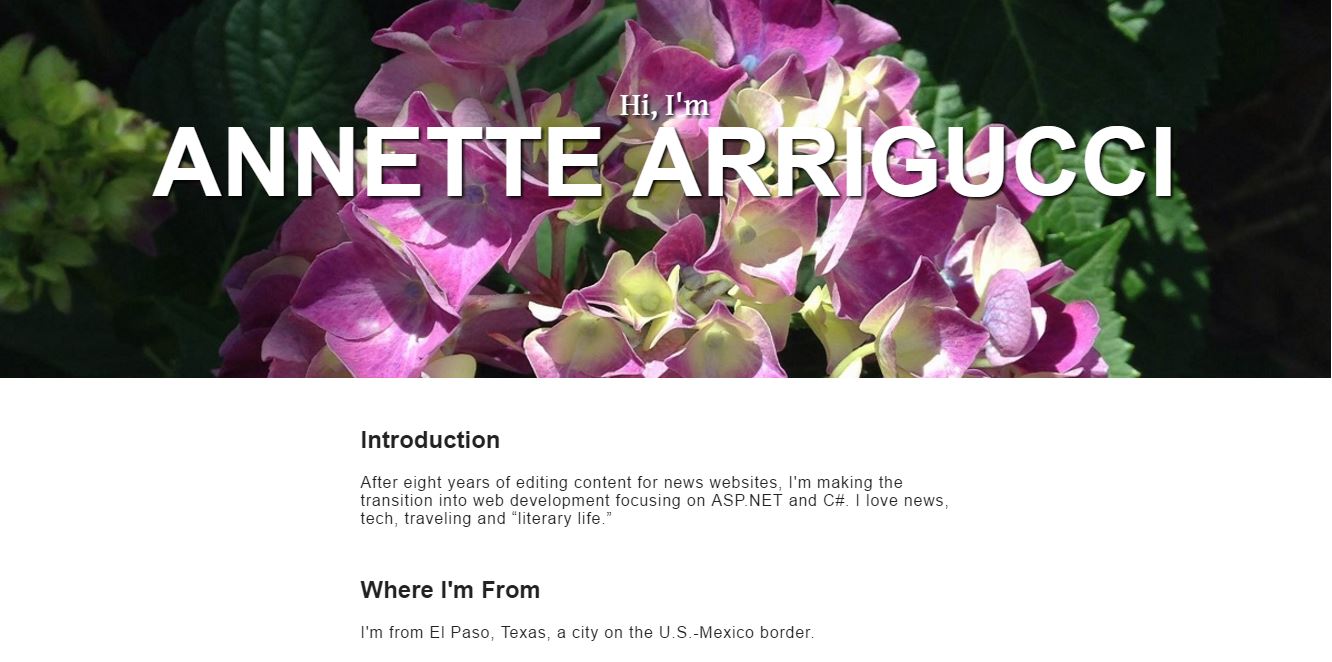 Hi, I'm
ANNETTE ARRIGUCCI
Introduction
After eight years of editing content for news websites, I'm making the
transition into web development focusing on ASP.NET and C#. I love news,
tech, traveling and “literary life.”
Where I'm From
I'm from El Paso, Texas, a city on the U.S.-Mexico border.